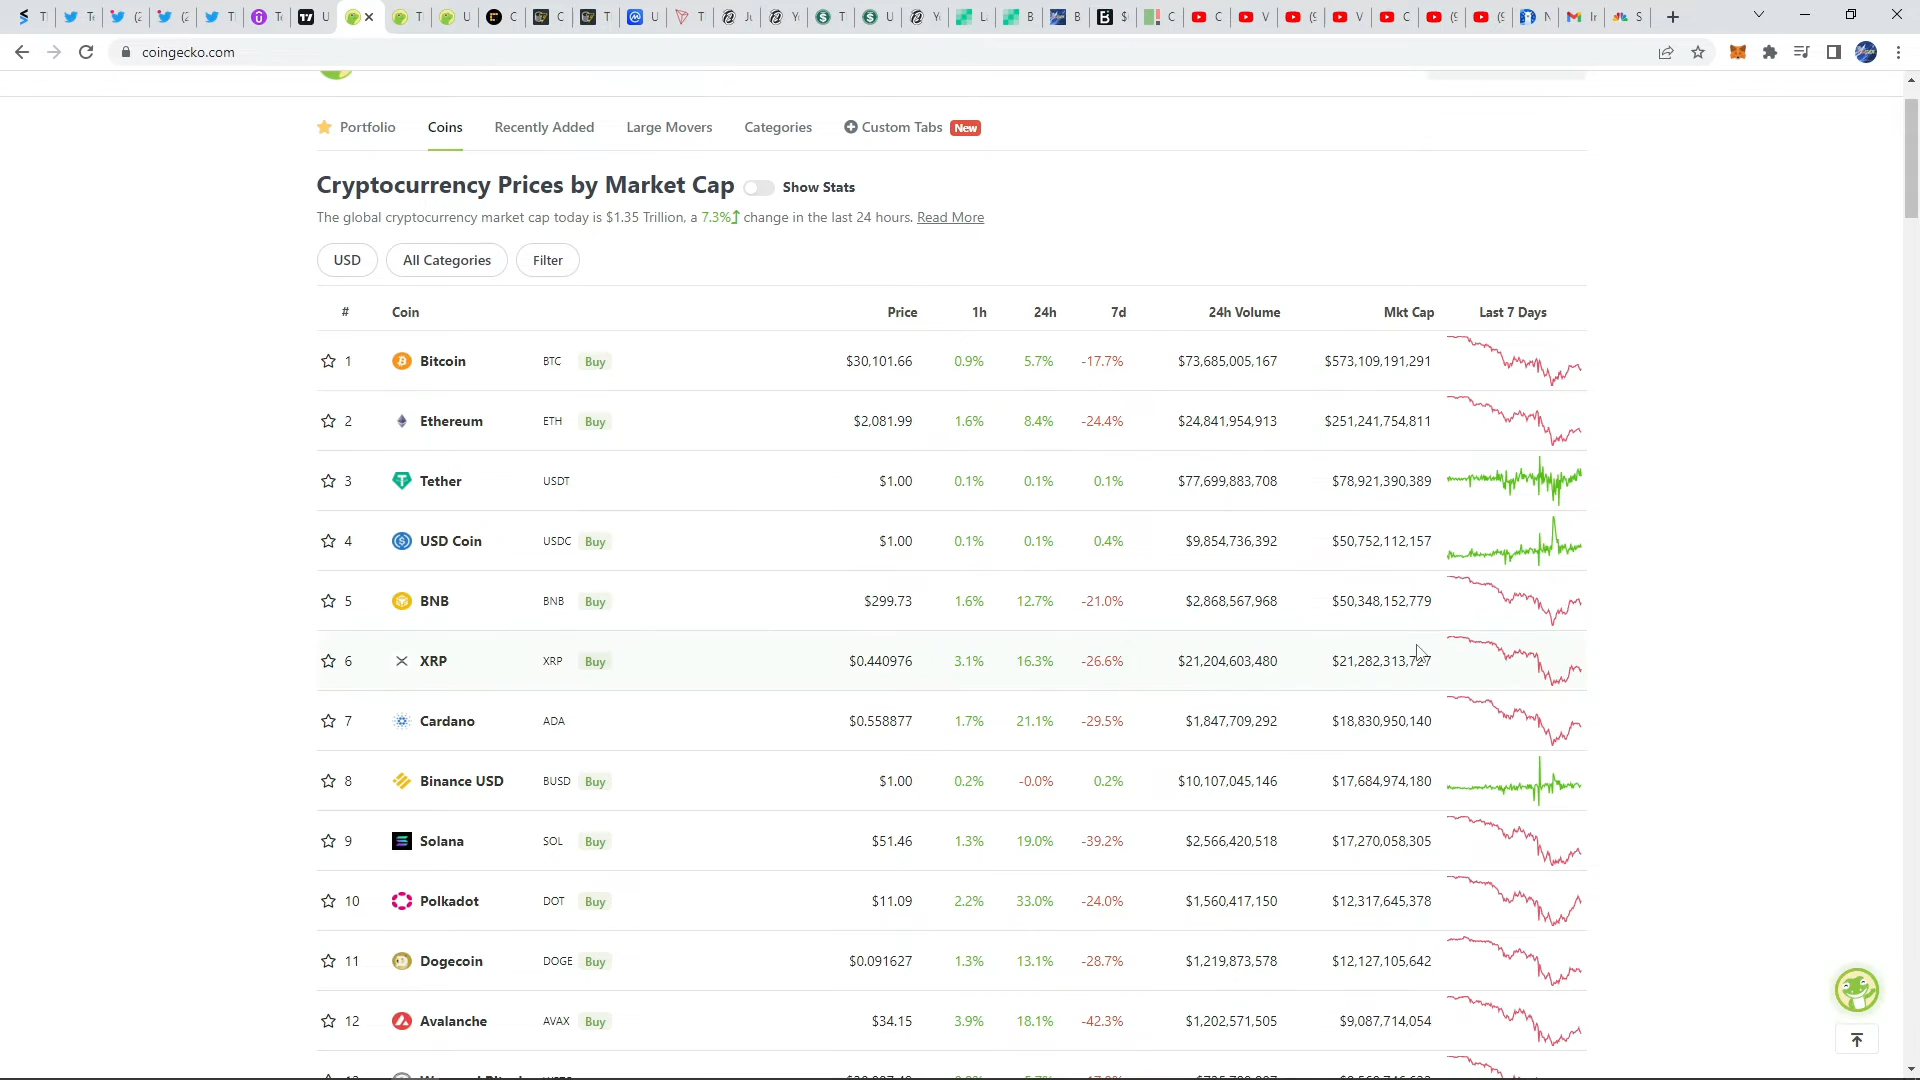 coingecko.com
Portfolio Coins Recently Added Large Movers Categories Custom Tabs New
Cryptocurrency Prices by Market Cap Show Stats
The global cryptocurrency market cap today is $1.35 Trillion, a 7.3% change in the last 24 hours. Read More
USD All Categories Filter
# Coin Price 1h 24h 7d 24h Volume Mkt Cap Last 7 Days
1 Bitcoin BTC Buy $30,101.66 0.9% 5.7% -17.7% $73,685,005,167 $573,109,191,291
2 Ethereum ETH Buy $2,081.99 1.6% 8.4% -24.4% $24,841,954,913 $251,241,754,811
3 Tether USDT $1.00 0.1% 0.1% 0.1% $77,699,883,708 $78,921,390,389
4 USD Coin USDC Buy $1.00 0.1% 0.1% 0.4% $9,854,736,392 $50,752,112,157
5 BNB BNB Buy $299.73 1.6% 12.7% -21.0% $2,868,567,968 $50,348,152,779
6 XRP XRP Buy $0.440976 3.1% 16.3% -26.6% $21,204,603,480 $21,282,313,727
7 Cardano ADA $0.558877 1.7% 21.1% -29.5% $1,847,709,292 $18,830,950,140
8 Binance USD BUSD Buy $1.00 0.2% -0.0% 0.2% $10,107,045,146 $17,684,974,180
9 Solana SOL Buy $51.46 1.3% 19.0% -39.2% $2,566,420,518 $17,270,058,305
10 Polkadot DOT Buy $11.09 2.2% 33.0% -24.0% $1,560,417,150 $12,317,645,378
11 Dogecoin DOGE Buy $0.091627 1.3% 13.1% -28.7% $1,219,873,578 $12,127,105,642
12 Avalanche AVAX Buy $34.15 3.9% 18.1% -42.3% $1,202,571,505 $9,087,714,054